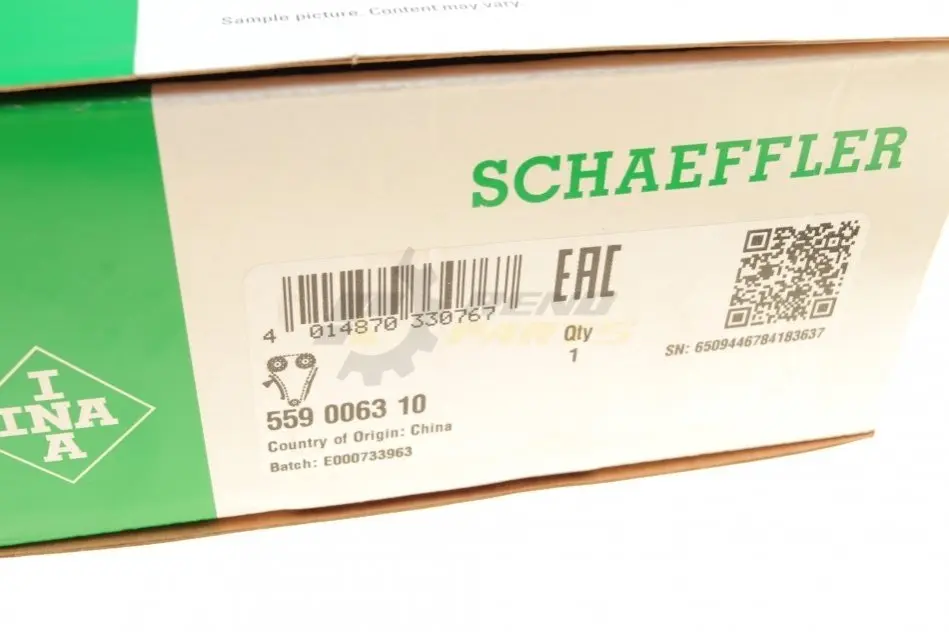 Sample picture. Content may vary.
SCHAEFFLER
EAC
4 014870 330767
Qty
1
SN: 6509446784183637
559 0063 10
Country of Origin: China
Batch: E000733963
INA
INA